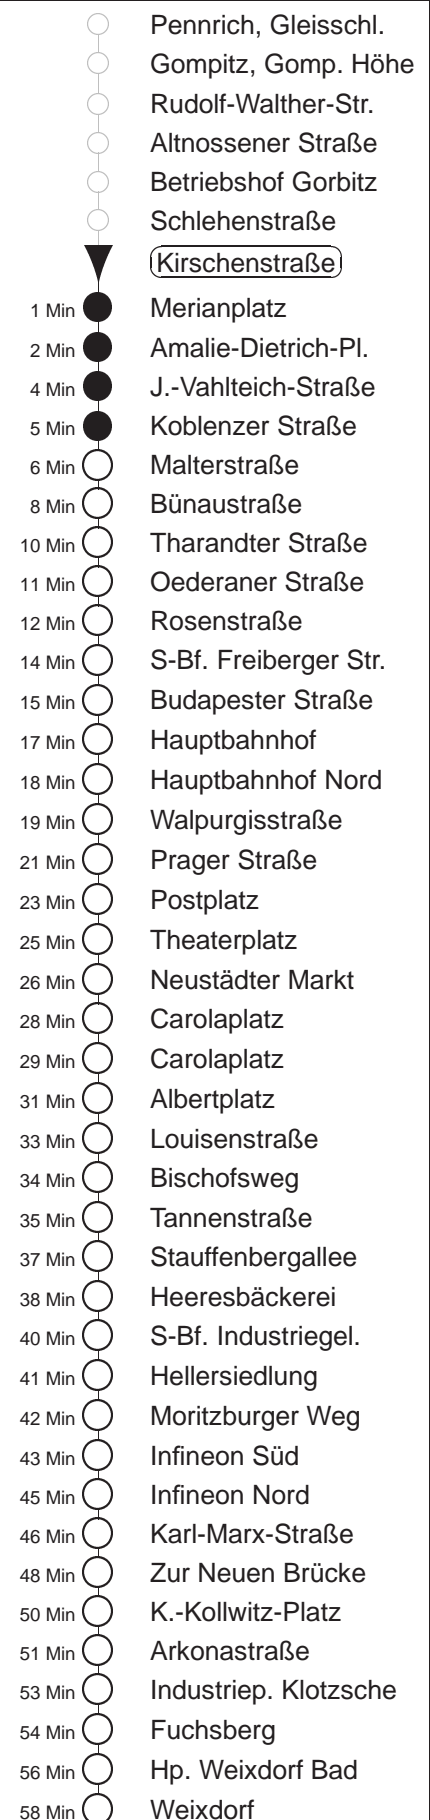 Pennrich, Gleisschl.
Gompitz, Gomp. Höhe
Rudolf-Walther-Str.
Altnossener Straße
Betriebshof Gorbitz
Schlehenstraße
Kirschenstraße
1 Min Merianplatz
2 Min Amalie-Dietrich-Pl.
4 Min J.-Vahlteich-Straße
5 Min Koblenzer Straße
6 Min Malterstraße
8 Min Bünaustraße
10 Min Tharandter Straße
11 Min Oederaner Straße
12 Min Rosenstraße
14 Min S-Bf. Freiberger Str.
15 Min Budapester Straße
17 Min Hauptbahnhof
18 Min Hauptbahnhof Nord
19 Min Walpurgisstraße
21 Min Prager Straße
23 Min Postplatz
25 Min Theaterplatz
26 Min Neustädter Markt
28 Min Carolaplatz
29 Min Carolaplatz
31 Min Albertplatz
33 Min Louisenstraße
34 Min Bischofsweg
35 Min Tannenstraße
37 Min Stauffenbergallee
38 Min Heeresbäckerei
40 Min S-Bf. Industriegel.
41 Min Hellersiedlung
42 Min Moritzburger Weg
43 Min Infineon Süd
45 Min Infineon Nord
46 Min Karl-Marx-Straße
48 Min Zur Neuen Brücke
50 Min K.-Kollwitz-Platz
51 Min Arkonastraße
53 Min Industriep. Klotzsche
54 Min Fuchsberg
56 Min Hp. Weixdorf Bad
58 Min Weixdorf